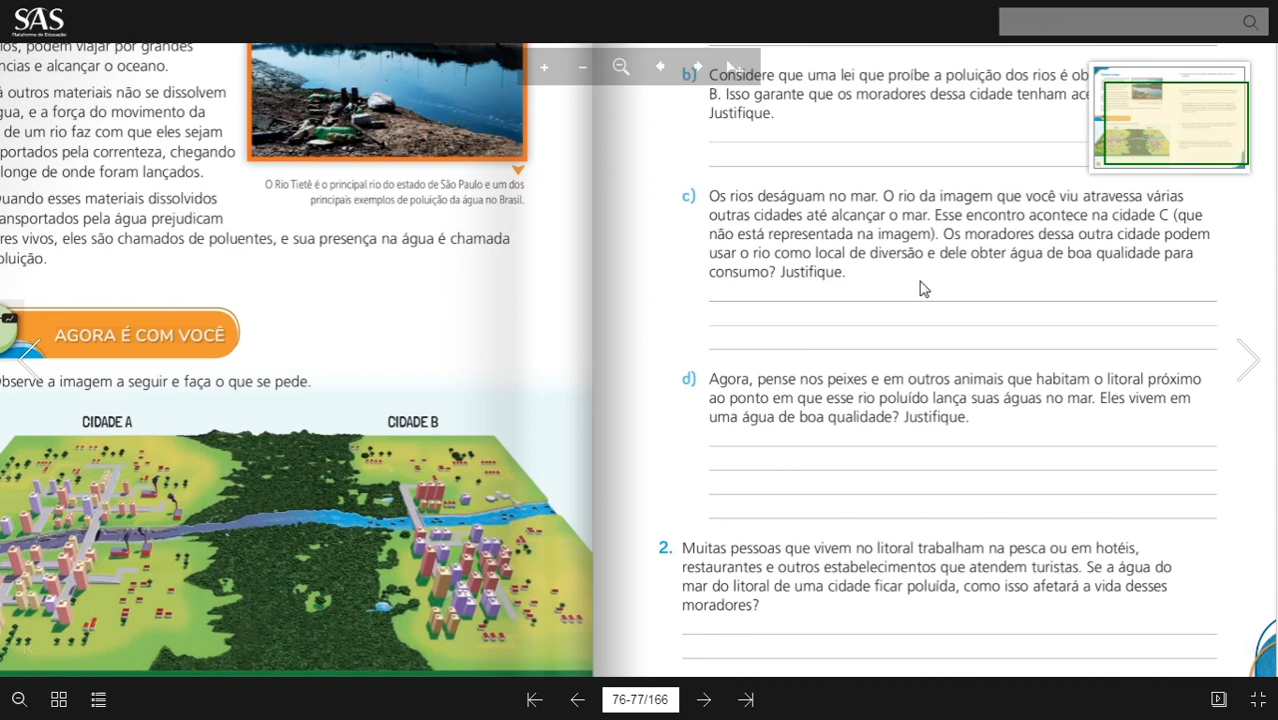 SAS
Plataforma de Educação
podem viajar por grandes
e alcançar o oceano.
outros materiais não se dissolvem
e a força do movimento da
de um rio faz com que eles sejam
pela correnteza, chegando
longe de onde foram lançados.
esses materiais dissolvidos
pela água prejudicam
vivos, eles são chamados de poluentes, e sua presença na água é chamada
O Rio Tietê é o principal rio do estado de São Paulo e um dos
principais exemplos de poluição da água no Brasil.
AGORA É COM VOCÊ
a imagem a seguir e faça o que se pede.
CIDADE A
CIDADE B
b) Considere que uma lei que proíbe a poluição dos rios é
B. Isso garante que os moradores dessa cidade tenham
Justifique.
c) Os rios deságuam no mar. O rio da imagem que você viu atravessa várias
outras cidades até alcançar o mar. Esse encontro acontece na cidade C (que
não está representada na imagem). Os moradores dessa outra cidade podem
usar o rio como local de diversão e dele obter água de boa qualidade para
consumo? Justifique.
d) Agora, pense nos peixes e em outros animais que habitam o litoral próximo
ao ponto em que esse rio poluído lança suas águas no mar. Eles vivem em
uma água de boa qualidade? Justifique.
2. Muitas pessoas que vivem no litoral trabalham na pesca ou em hotéis,
restaurantes e outros estabelecimentos que atendem turistas. Se a água do
mar do litoral de uma cidade ficar poluída, como isso afetará a vida desses
moradores?
76-77/166